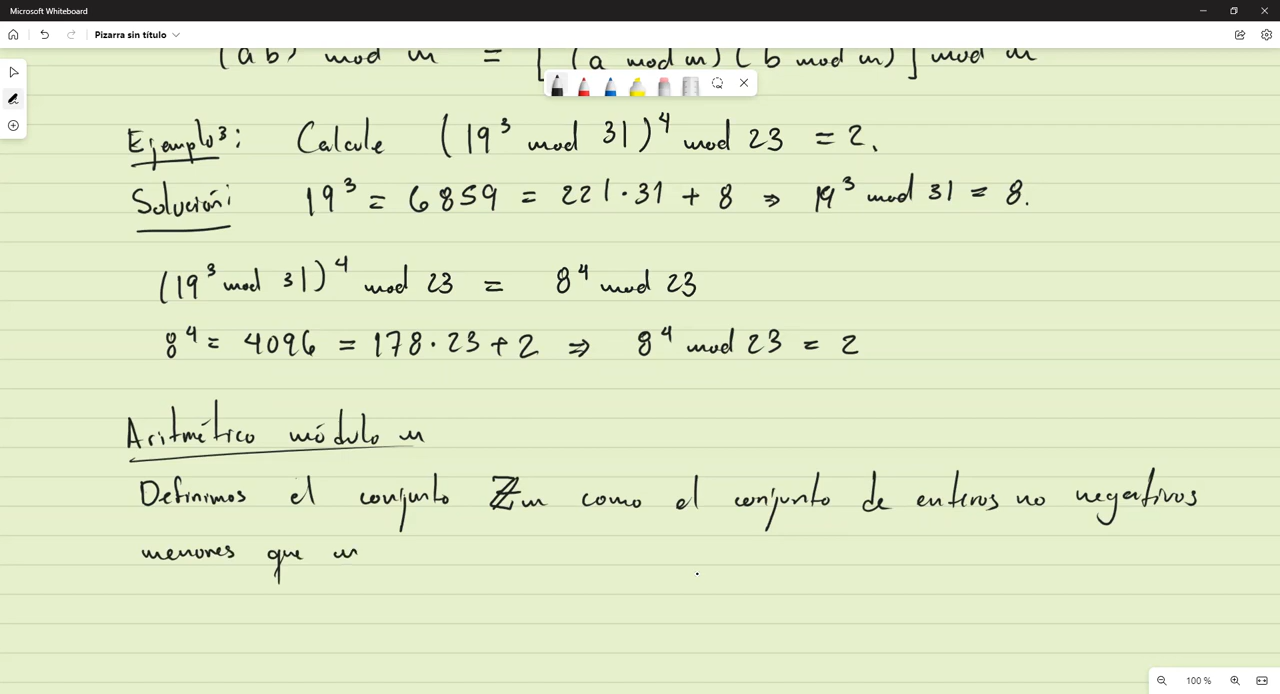 Microsoft Whiteboard
Pizarra sin título
(ab) mod m = [(a mod m)(b mod m)] mod m
Ejemplo 3: Calcule (19³ mod 31)⁴ mod 23 = 2.
Solución: 19³ = 6859 = 221·31 + 8 ⇒ 19³ mod 31 = 8.
(19³ mod 31)⁴ mod 23 = 8⁴ mod 23
8⁴ = 4096 = 178·23 + 2 ⇒ 8⁴ mod 23 = 2
Aritmético módulo m
Definimos el conjunto ℤm como el conjunto de enteros no negativos
menores que m
100 %